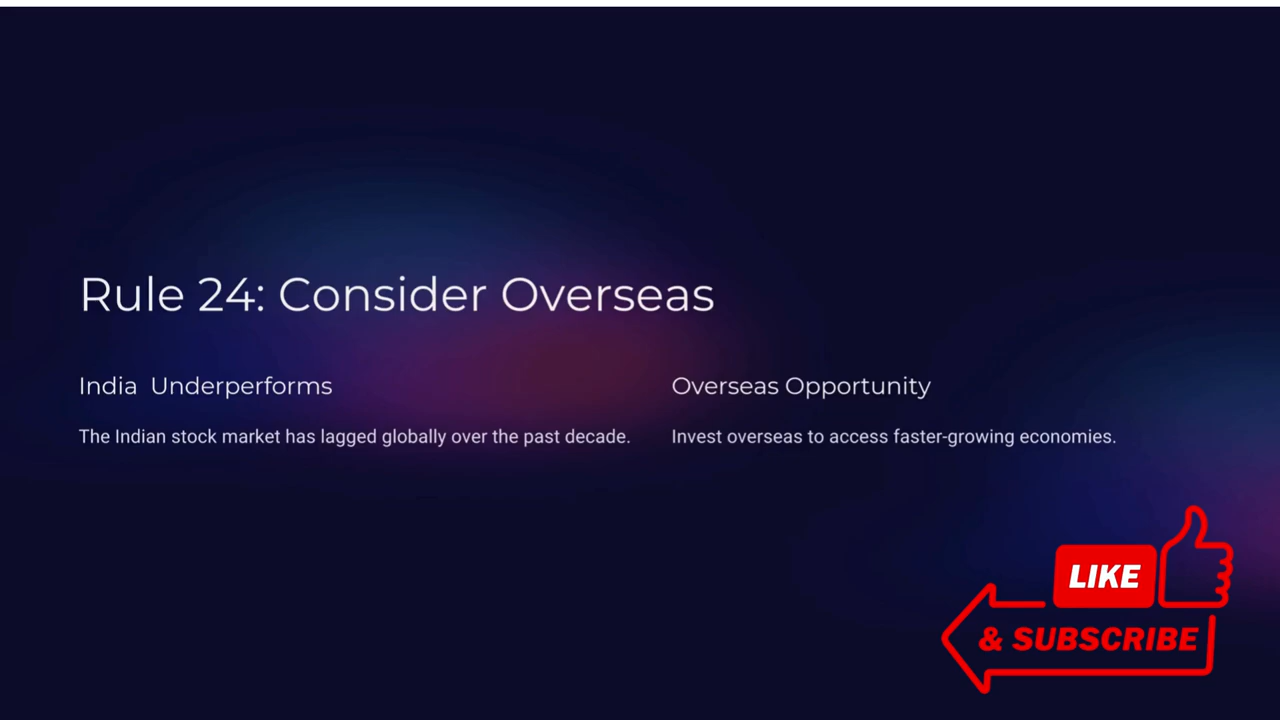 Rule 24: Consider Overseas
India  Underperforms
The Indian stock market has lagged globally over the past decade.
Overseas Opportunity
Invest overseas to access faster-growing economies.
LIKE
& SUBSCRIBE